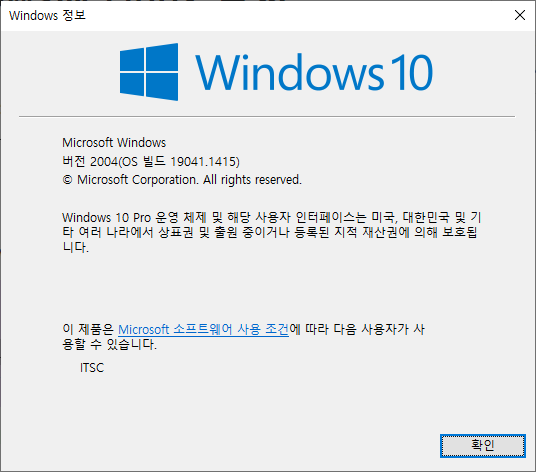 Windows 정보
Windows 10
Microsoft Windows
버전 2004(OS 빌드 19041.1415)
© Microsoft Corporation. All rights reserved.
Windows 10 Pro 운영 체제 및 해당 사용자 인터페이스는 미국, 대한민국 및 기
타 여러 나라에서 상표권 및 출원 중이거나 등록된 지적 재산권에 의해 보호됩
니다.
이 제품은 Microsoft 소프트웨어 사용 조건에 따라 다음 사용자가 사
용할 수 있습니다.
ITSC
확인